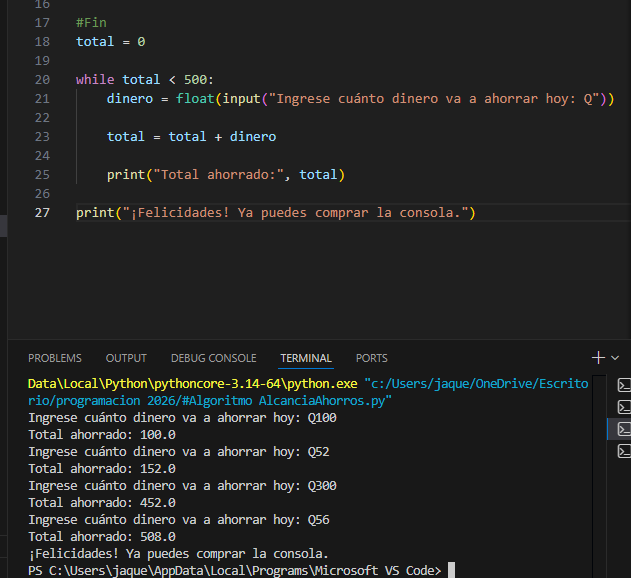 16
17 #Fin
18 total = 0
19
20 while total < 500:
21 dinero = float(input("Ingrese cuánto dinero va a ahorrar hoy: Q"))
22
23 total = total + dinero
24
25 print("Total ahorrado:", total)
26
27 print("¡Felicidades! Ya puedes comprar la consola.")
PROBLEMS OUTPUT DEBUG CONSOLE TERMINAL PORTS
Data\Local\Python\pythoncore-3.14-64\python.exe "c:/Users/jaque/OneDrive/Escrito
rio/programacion 2026/#Algoritmo AlcanciaAhorros.py"
Ingrese cuánto dinero va a ahorrar hoy: Q100
Total ahorrado: 100.0
Ingrese cuánto dinero va a ahorrar hoy: Q52
Total ahorrado: 152.0
Ingrese cuánto dinero va a ahorrar hoy: Q300
Total ahorrado: 452.0
Ingrese cuánto dinero va a ahorrar hoy: Q56
Total ahorrado: 508.0
¡Felicidades! Ya puedes comprar la consola.
PS C:\Users\jaque\AppData\Local\Programs\Microsoft VS Code>